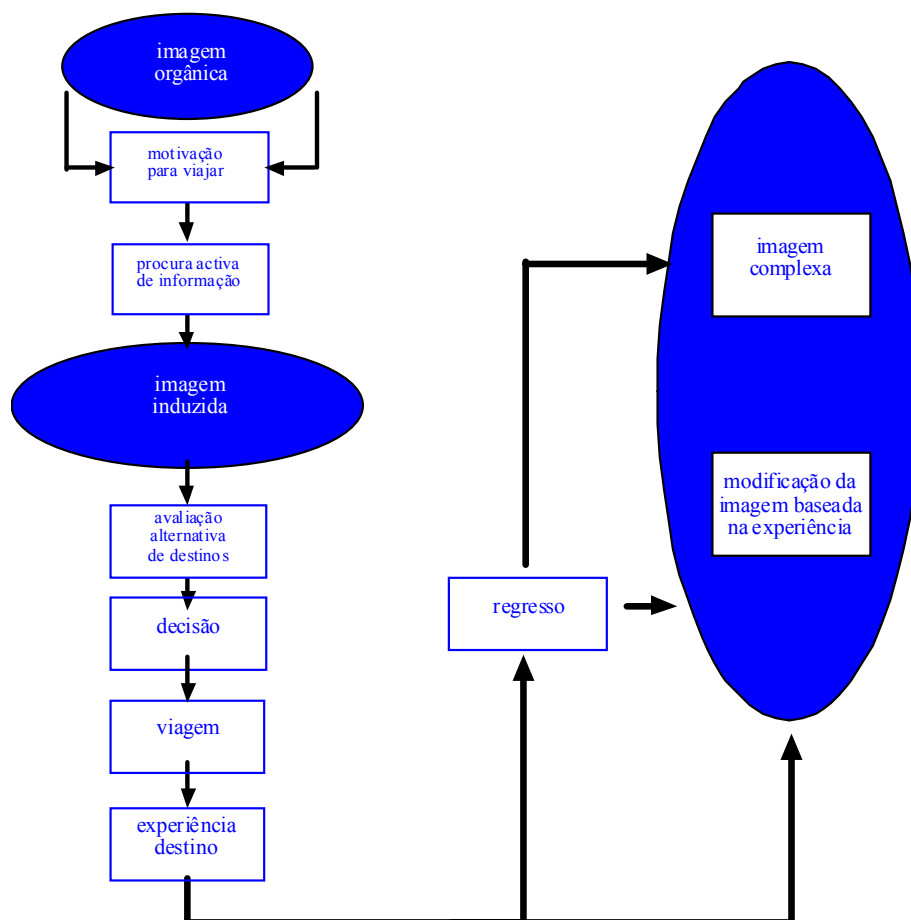 imagem
orgânica
motivação
para viajar
procura activa
de informação
imagem
induzida
avaliação
alternativa
de destinos
decisão
viagem
experiência
destino
regresso
imagem
complexa
modificação da
imagem baseada
na experiência